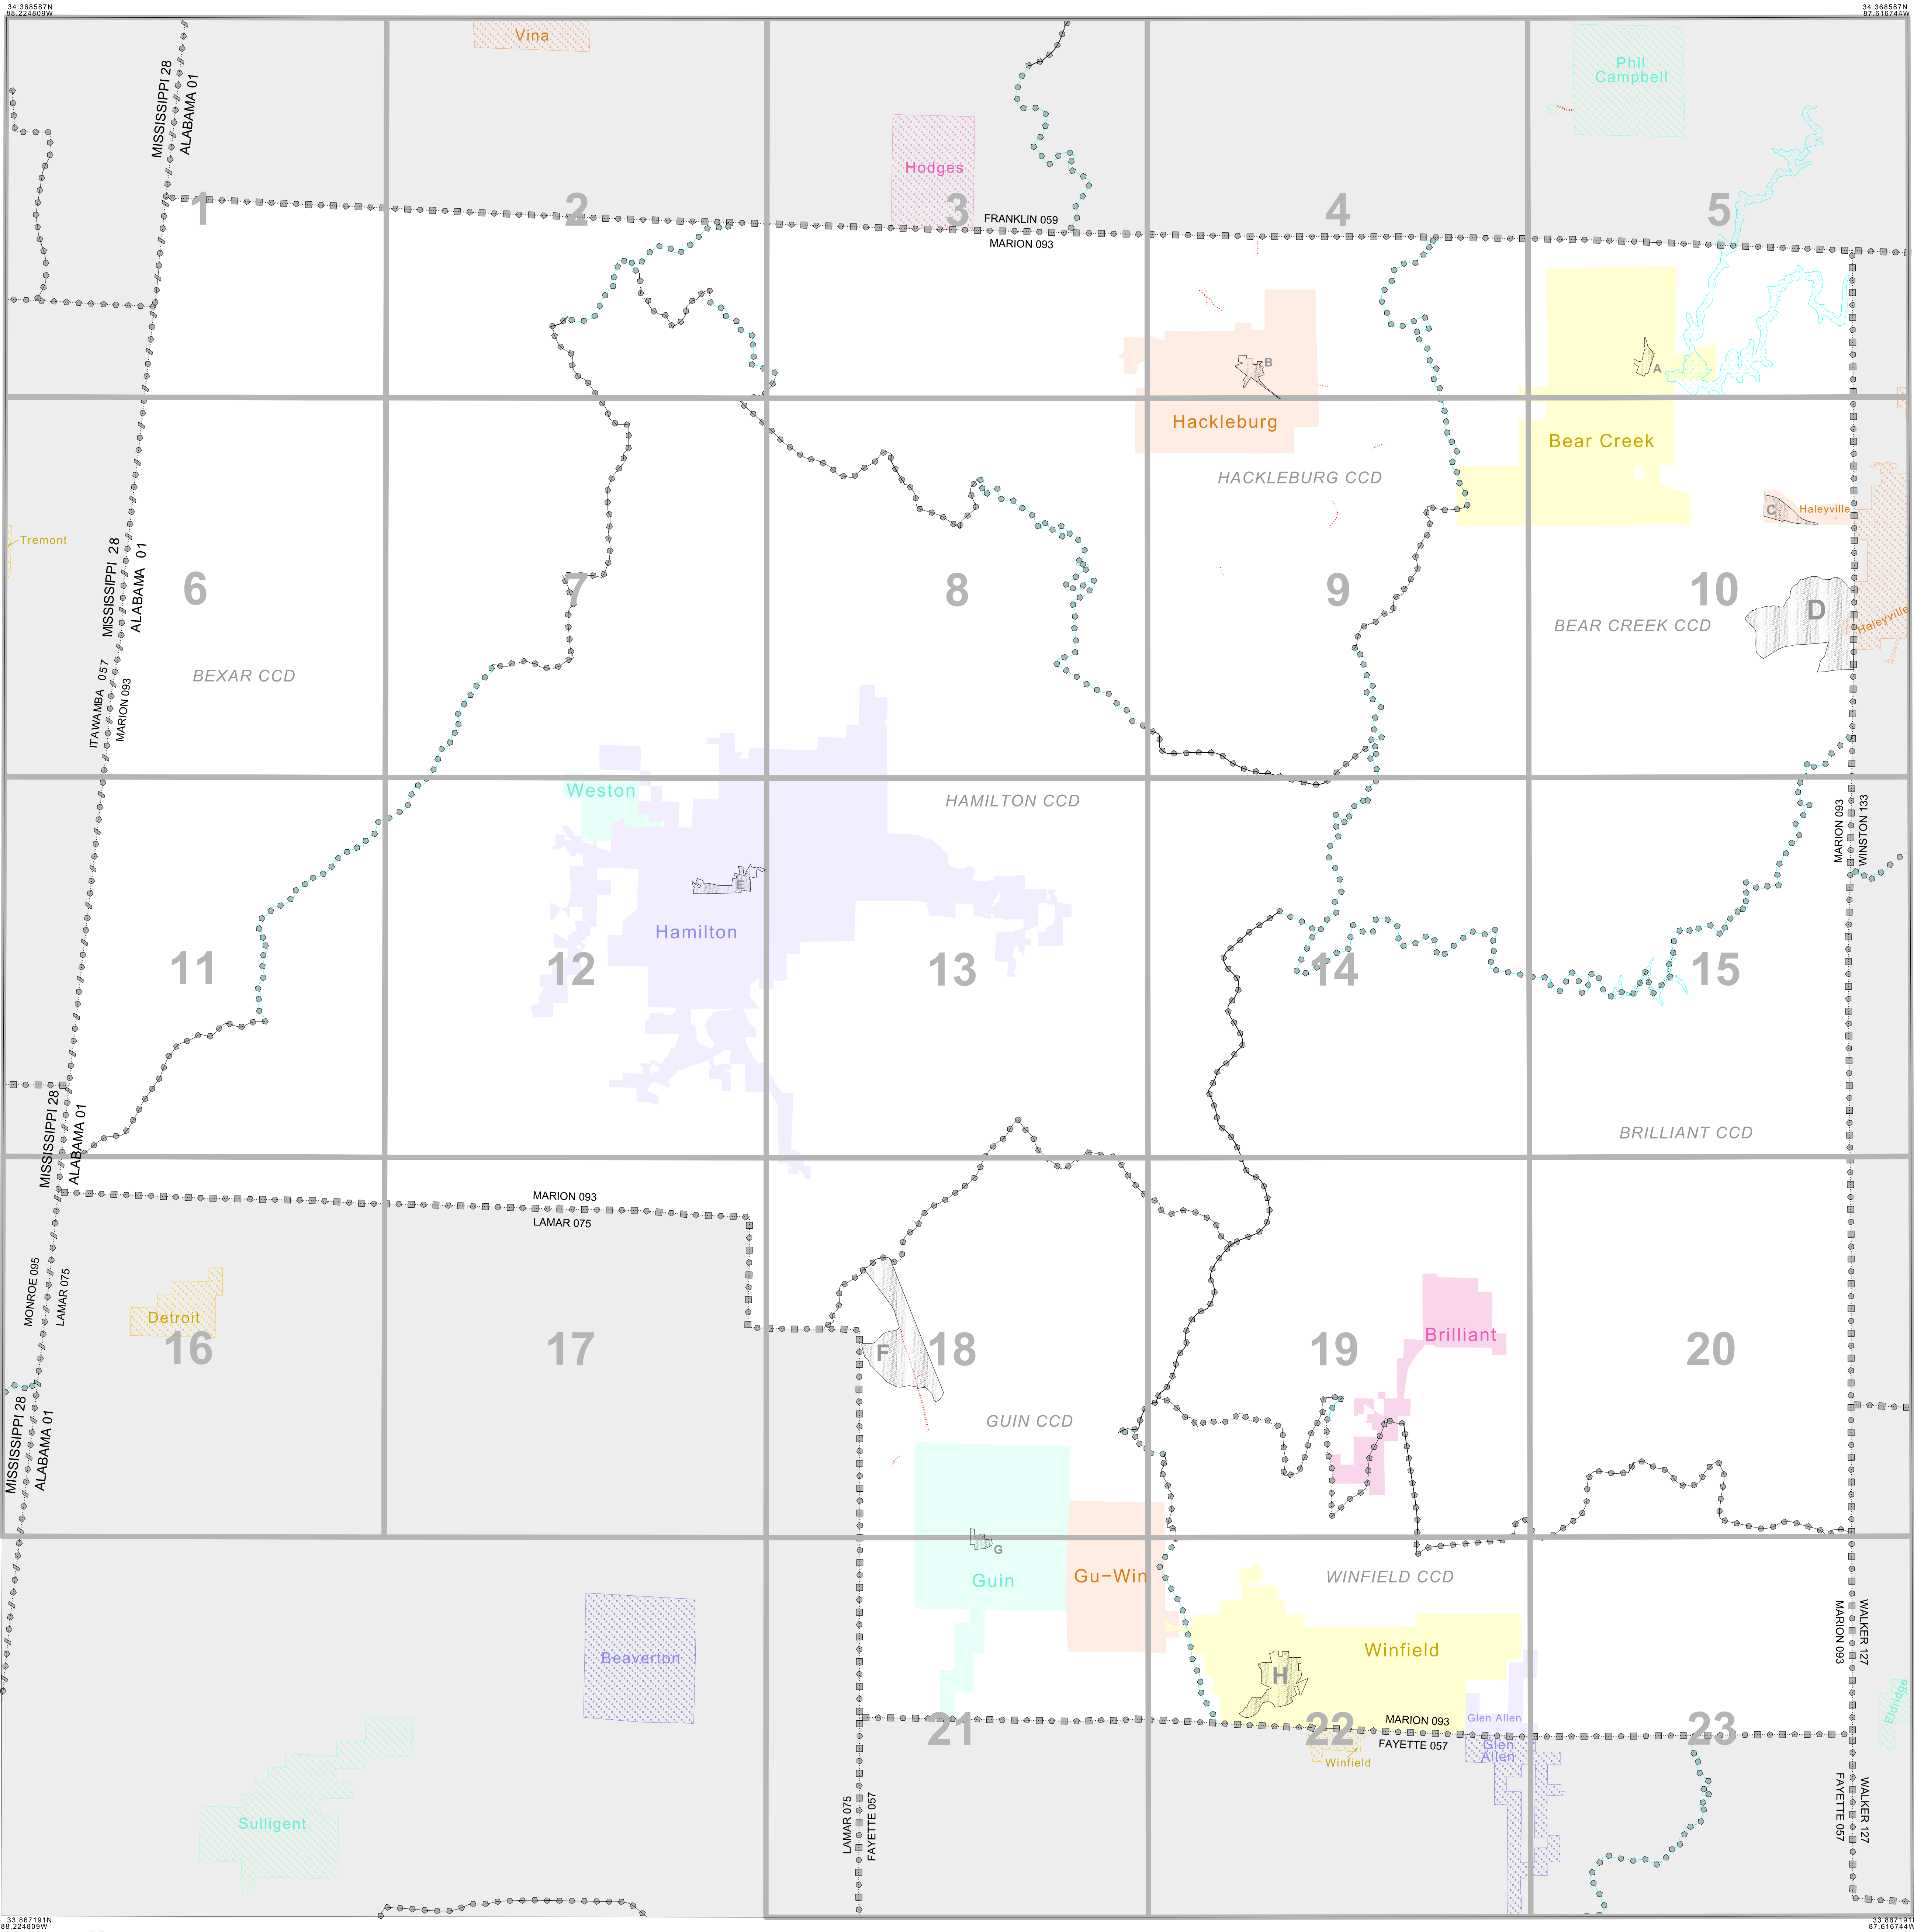 34.368587N
88.224809W
34.368587N
87.616744W
Vina
Phil
Campbell
MISSISSIPPI 28
ALABAMA 01
Hodges
1
2
3
4
5
FRANKLIN 059
MARION 093
B
A
Hackleburg
Bear Creek
HACKLEBURG CCD
C
Haleyville
Tremont
MISSISSIPPI 28
ALABAMA 01
6
7
8
9
10
D
Haleyville
BEAR CREEK CCD
BEXAR CCD
ITAWAMBA 057
MARION 093
Weston
HAMILTON CCD
MARION 093
WINSTON 133
E
Hamilton
11
12
13
14
15
MISSISSIPPI 28
ALABAMA 01
BRILLIANT CCD
MARION 093
LAMAR 075
MONROE 095
LAMAR 075
Detroit
Brilliant
16
17
F
18
19
20
MISSISSIPPI 28
ALABAMA 01
GUIN CCD
G
Guin
Gu-Win
WINFIELD CCD
MARION 093
WALKER 127
Beaverton
Winfield
H
Eldridge
Glen Allen
MARION 093
21
22
23
FAYETTE 057
Glen
Allen
Winfield
LAMAR 075
FAYETTE 057
FAYETTE 057
WALKER 127
Sulligent
33.867191N
88.224809W
33.867191N
87.616744W